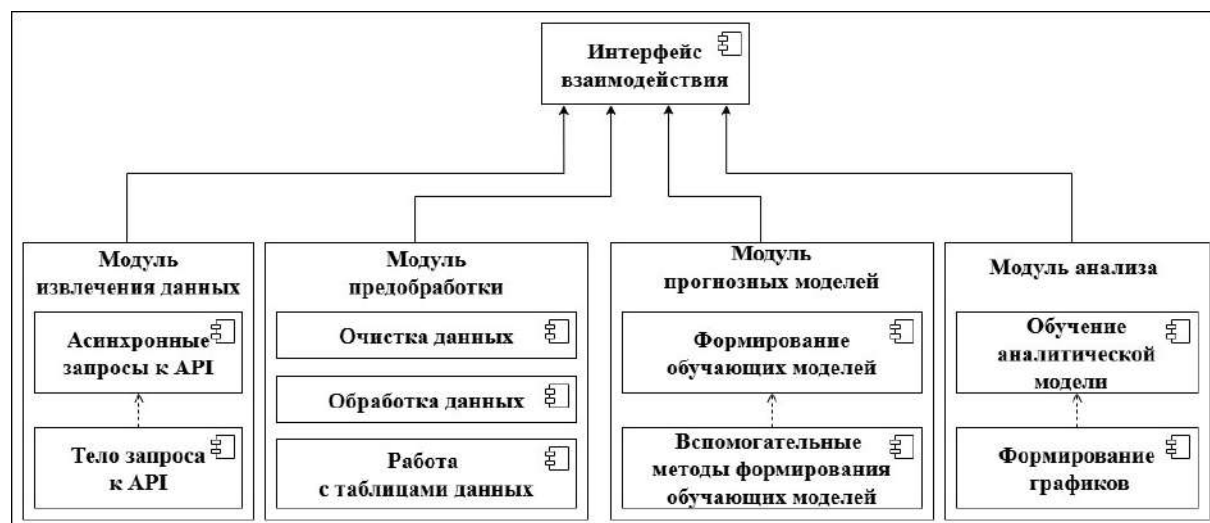 Интерфейс
взаимодействия
Модуль
извлечения данных
Асинхронные
запросы к API
Тело запроса
к API
Модуль
предобработки
Очистка данных
Обработка данных
Работа
с таблицами данных
Модуль
прогнозных моделей
Формирование
обучающих моделей
Вспомогательные
методы формирования
обучающих моделей
Модуль анализа
Обучение
аналитической
модели
Формирование
графиков